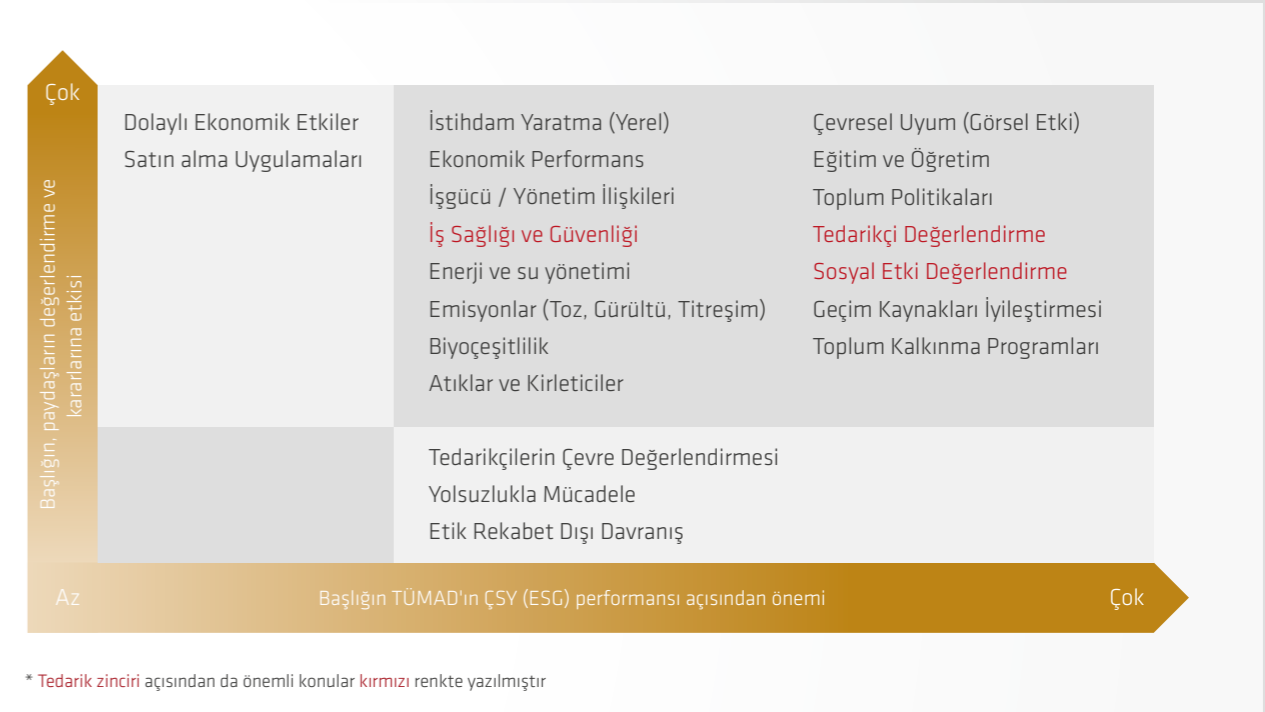 Çok
Başlığın, paydaşların değerlendirme ve
kararlarına etkisi
Dolaylı Ekonomik Etkiler
Satın alma Uygulamaları
İstihdam Yaratma (Yerel)
Ekonomik Performans
İşgücü / Yönetim İlişkileri
İş Sağlığı ve Güvenliği
Enerji ve su yönetimi
Emisyonlar (Toz, Gürültü, Titreşim)
Biyoçeşitlilik
Atıklar ve Kirleticiler
Çevresel Uyum (Görsel Etki)
Eğitim ve Öğretim
Toplum Politikaları
Tedarikçi Değerlendirme
Sosyal Etki Değerlendirme
Geçim Kaynakları İyileştirmesi
Toplum Kalkınma Programları
Tedarikçilerin Çevre Değerlendirmesi
Yolsuzlukla Mücadele
Etik Rekabet Dışı Davranış
Az
Başlığın TÜMAD'ın ÇSY (ESG) performansı açısından önemi
Çok
* Tedarik zinciri açısından da önemli konular kırmızı renkte yazılmıştır